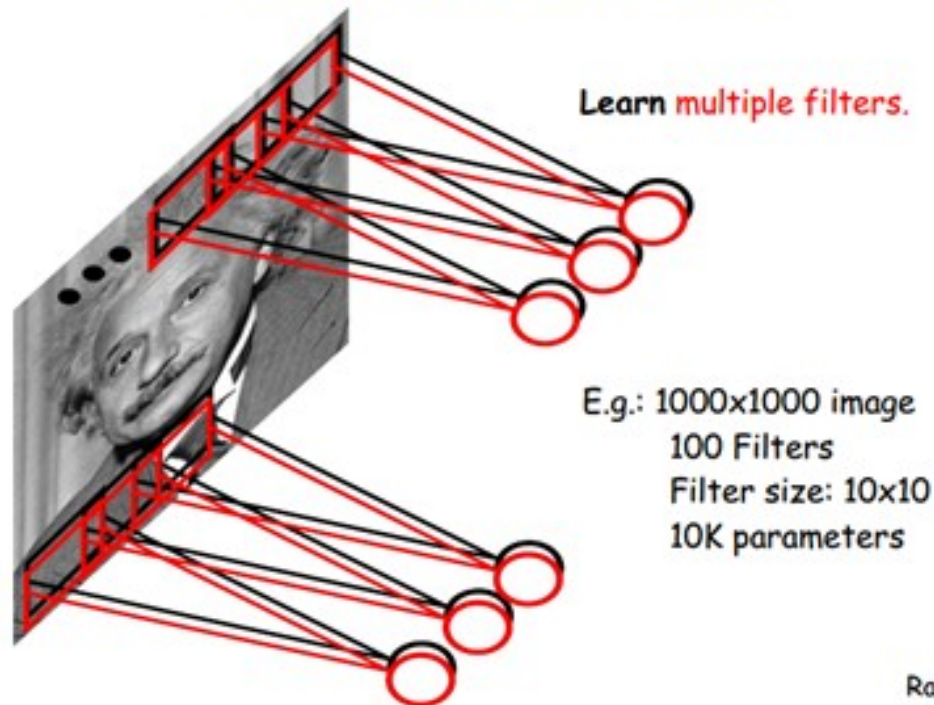 Learn multiple filters.
E.g.: 1000x1000 image
100 Filters
Filter size: 10x10
10K parameters